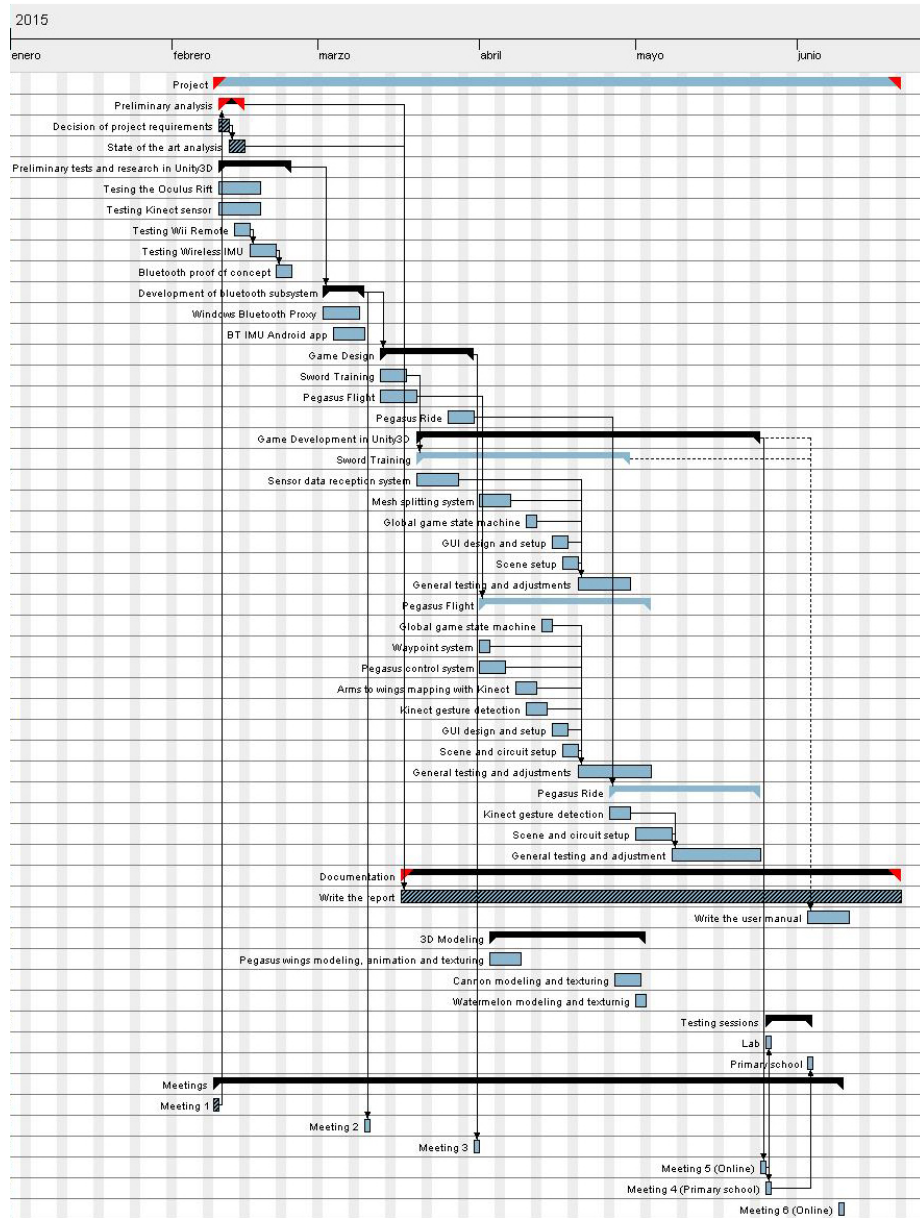 2015
enero
febrero
marzo
abril
mayo
junio
Project
Preliminary analysis
Decision of project requirements
State of the art analysis
Preliminary tests and research in Unity3D
Tesing the Oculus Rift
Testing Kinect sensor
Testing Wii Remote
Testing Wireless IMU
Bluetooth proof of concept
Development of bluetooth subsystem
Windows Bluetooth Proxy
BT IMU Android app
Game Design
Sword Training
Pegasus Flight
Pegasus Ride
Game Development in Unity3D
Sword Training
Sensor data reception system
Mesh splitting system
Global game state machine
GUI design and setup
Scene setup
General testing and adjustments
Pegasus Flight
Global game state machine
Waypoint system
Pegasus control system
Arms to wings mapping with Kinect
Kinect gesture detection
GUI design and setup
Scene and circuit setup
General testing and adjustments
Pegasus Ride
Kinect gesture detection
Scene and circuit setup
General testing and adjustment
Documentation
Write the report
Write the user manual
3D Modeling
Pegasus wings modeling, animation and texturing
Cannon modeling and texturing
Watermelon modeling and texturnig
Testing sessions
Lab
Primary school
Meetings
Meeting 1
Meeting 2
Meeting 3
Meeting 5 (Online)
Meeting 4 (Primary school)
Meeting 6 (Online)